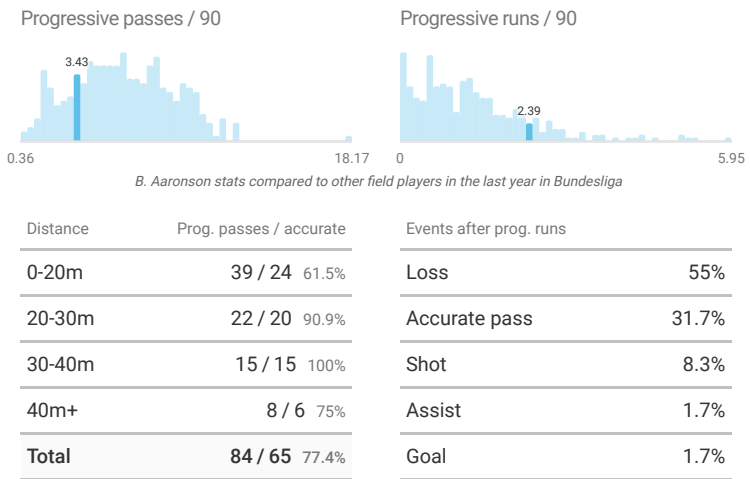 Progressive passes / 90
Progressive runs / 90
3.43
2.39
0.36 18.17
0 5.95
B. Aaronson stats compared to other field players in the last year in Bundesliga
Distance Prog. passes / accurate
0-20m 39 / 24 61.5%
20-30m 22 / 20 90.9%
30-40m 15 / 15 100%
40m+ 8 / 6 75%
Total 84 / 65 77.4%
Events after prog. runs
Loss 55%
Accurate pass 31.7%
Shot 8.3%
Assist 1.7%
Goal 1.7%